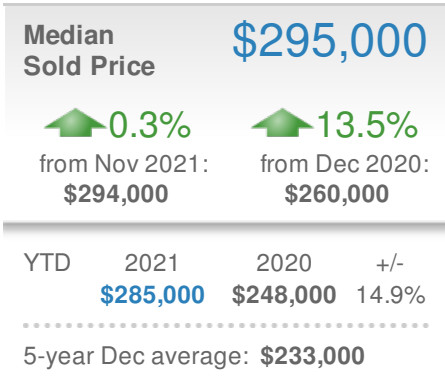 Median $295,000
Sold Price
0.3% 13.5%
from Nov 2021: from Dec 2020:
$294,000 $260,000
YTD 2021 2020 +/-
$285,000 $248,000 14.9%
5-year Dec average: $233,000